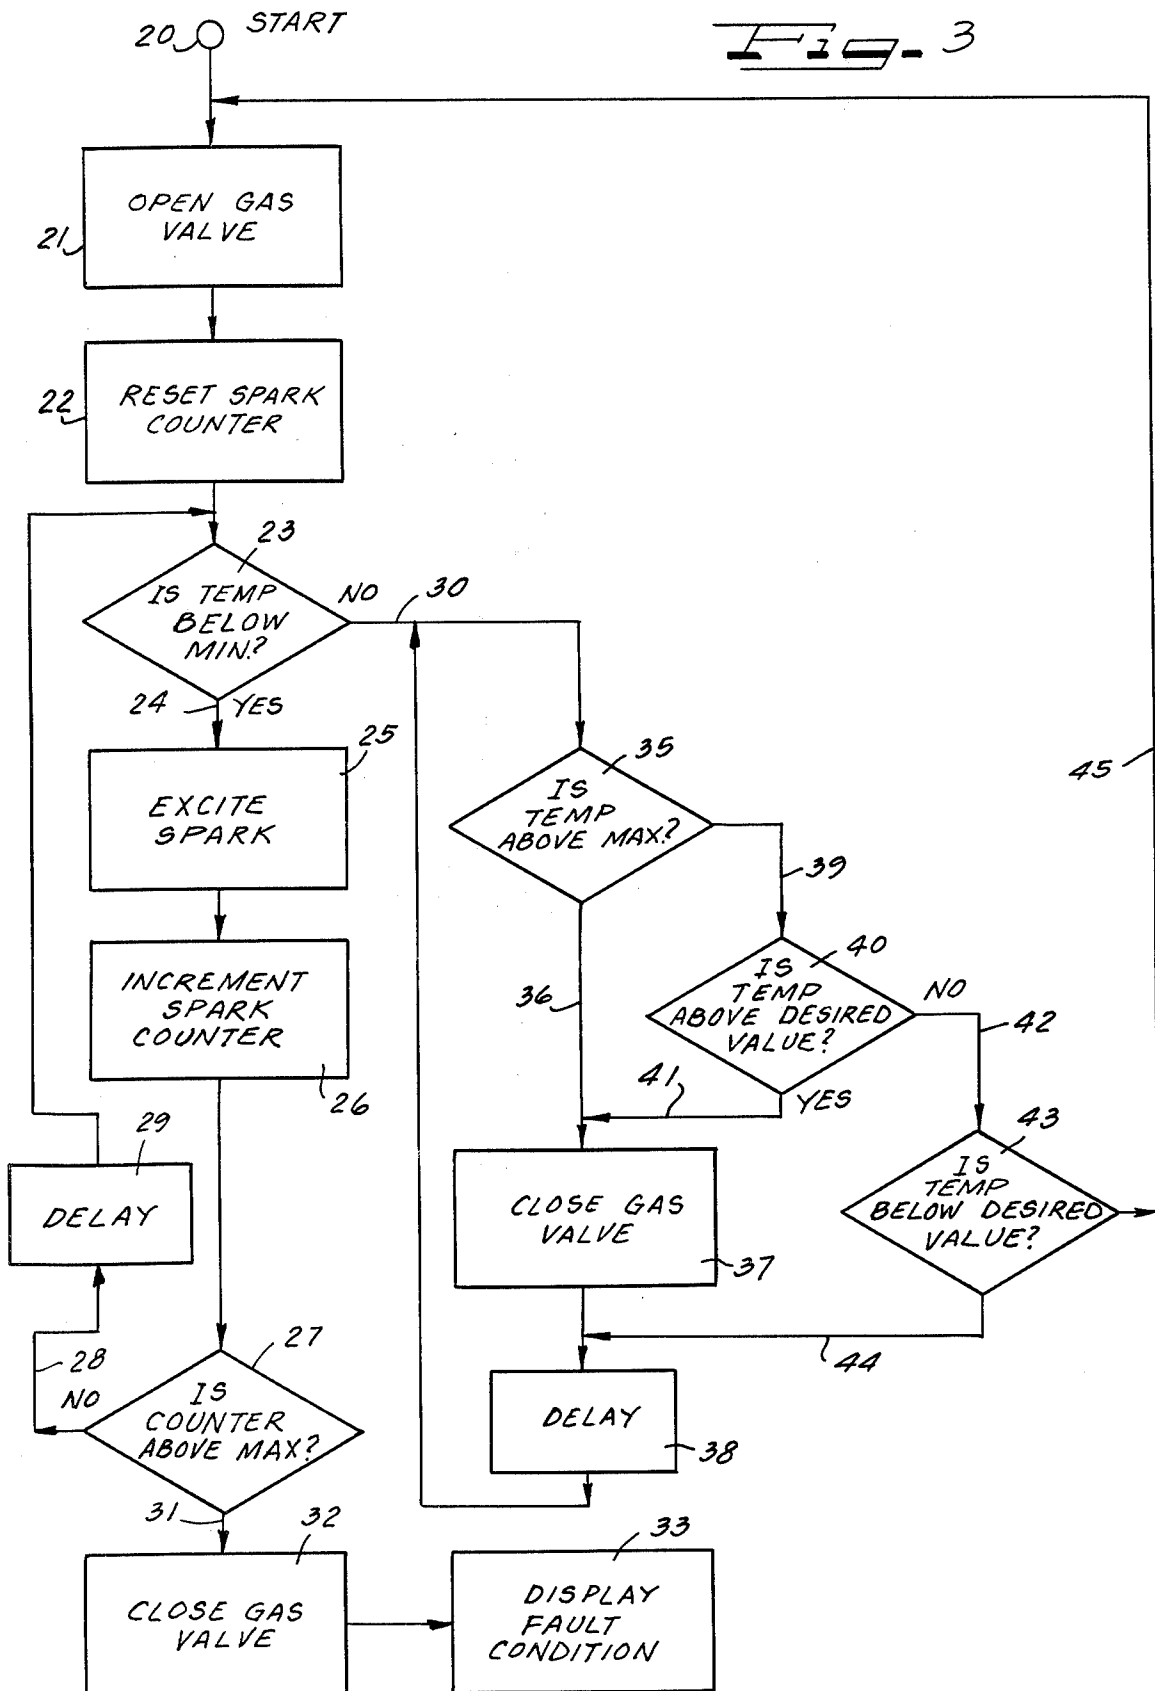 20
START
Fig. 3
OPEN GAS
VALVE
21
RESET SPARK
COUNTER
22
23
IS TEMP
BELOW
MIN.?
NO
30
24
YES
25
EXCITE
SPARK
35
IS
TEMP
ABOVE MAX.?
45
39
INCREMENT
SPARK
COUNTER
26
36
40
IS
TEMP
ABOVE DESIRED
VALUE?
NO
42
41
YES
29
DELAY
43
IS
TEMP
BELOW DESIRED
VALUE?
CLOSE GAS
VALVE
37
28
NO
27
IS
COUNTER
ABOVE MAX?
44
DELAY
38
31
32
CLOSE GAS
VALVE
33
DISPLAY
FAULT
CONDITION